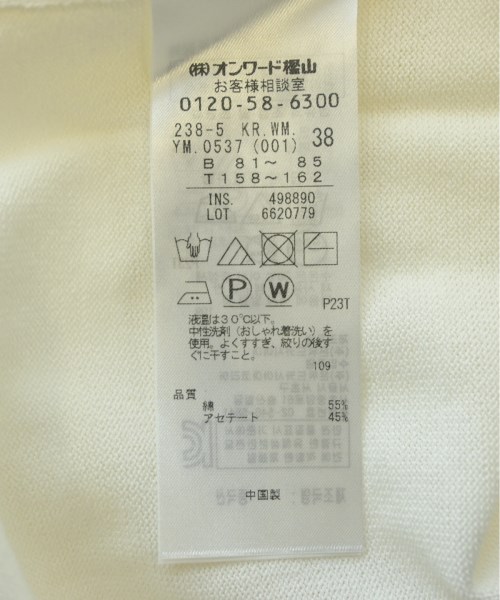 (株)オンワード樫山
お客様相談室
0120-58-6300
238-5 KR.WM.
YM.0537 (001) 38
B 81～ 85
T158～162
INS. 498890
LOT 6620779
P W
P23T
液温は30℃以下。
中性洗剤（おしゃれ着洗い）を
使用。よくすすぎ、絞りの後す
ぐに干すこと。
109
品質
綿 55%
アセテート 45%
中国製